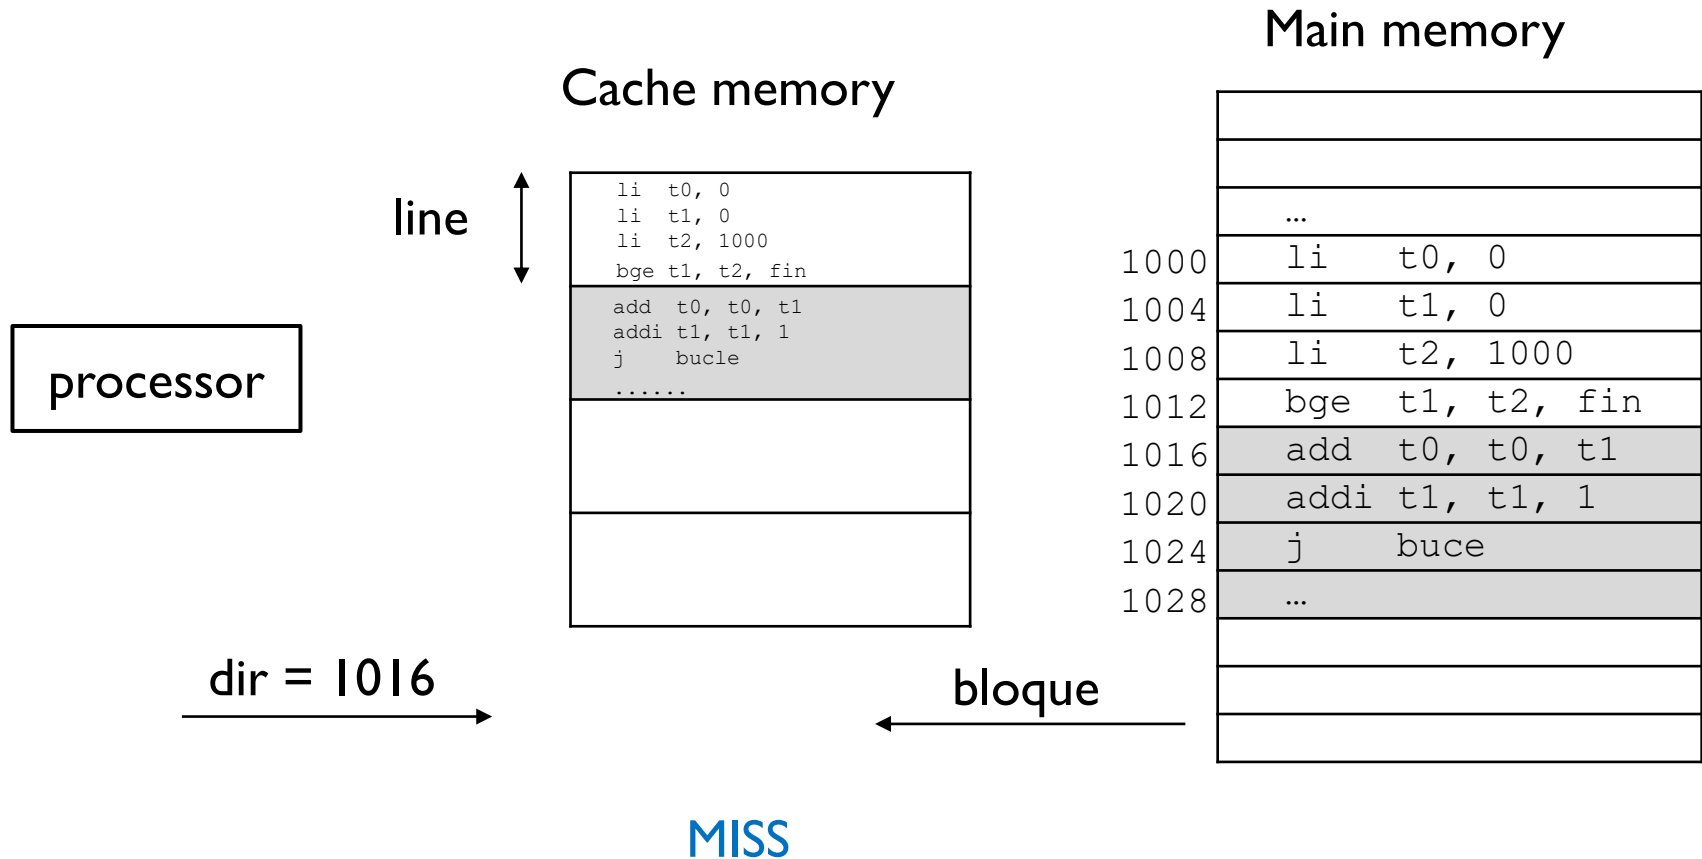 Main memory
Cache memory
line
li t0, 0
li t1, 0
li t2, 1000
bge t1, t2, fin
add t0, t0, t1
addi t1, t1, 1
j bucle
......
processor
…
1000 li t0, 0
1004 li t1, 0
1008 li t2, 1000
1012 bge t1, t2, fin
1016 add t0, t0, t1
1020 addi t1, t1, 1
1024 j buce
1028 …
dir = 1016
bloque
MISS